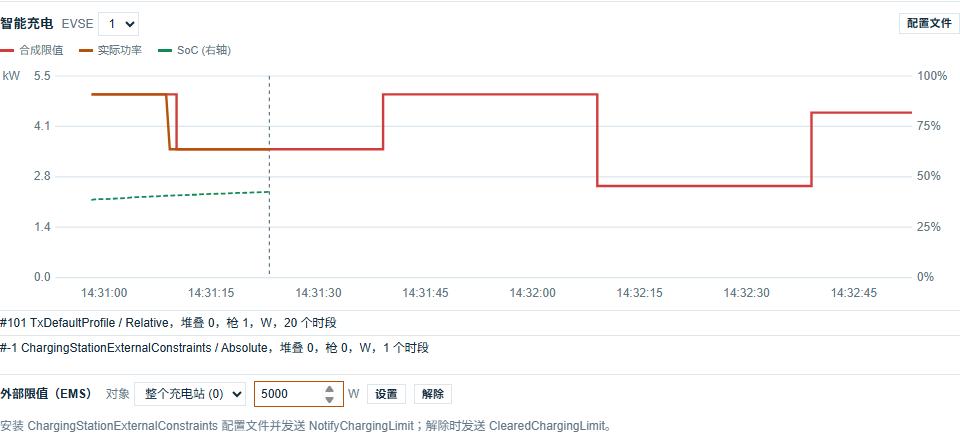 智能充电 EVSE 1 配置文件
合成限值 实际功率 SoC (右轴)
kW 5.5 100%
4.1 75%
2.8 50%
1.4 25%
0.0 0%
14:31:00 14:31:15 14:31:30 14:31:45 14:32:00 14:32:15 14:32:30 14:32:45
#101 TxDefaultProfile / Relative，堆叠 0，枪 1，W，20 个时段
#-1 ChargingStationExternalConstraints / Absolute，堆叠 0，枪 0，W，1 个时段
外部限值（EMS） 对象 整个充电站 (0) 5000 W 设置 解除
安装 ChargingStationExternalConstraints 配置文件并发送 NotifyChargingLimit；解除时发送 ClearedChargingLimit。